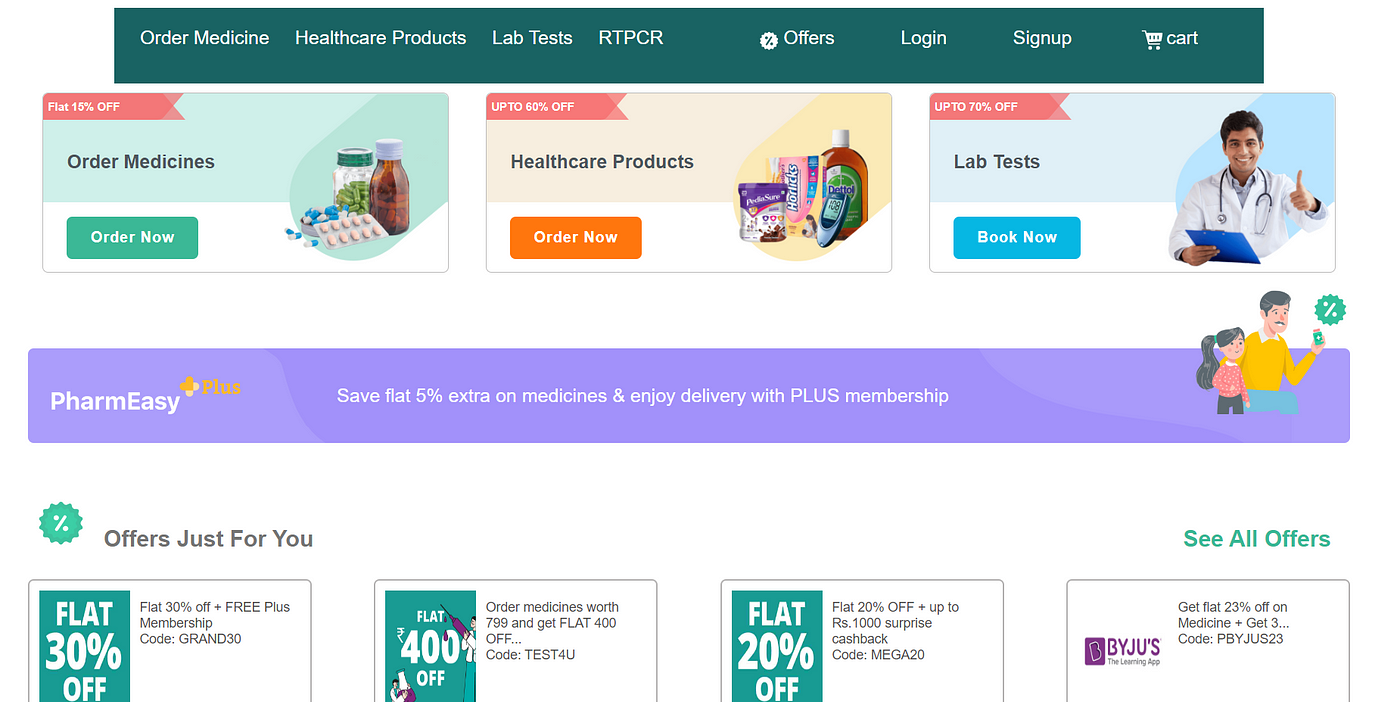 Order Medicine Healthcare Products Lab Tests RTPCR Offers Login Signup cart
Flat 15% OFF
Order Medicines
Order Now
UPTO 60% OFF
Healthcare Products
Order Now
PediaSure
Horlicks
Dettol
108
UPTO 70% OFF
Lab Tests
Book Now
PharmEasy Plus
Save flat 5% extra on medicines & enjoy delivery with PLUS membership
Offers Just For You
See All Offers
FLAT
30%
OFF
Flat 30% off + FREE Plus
Membership
Code: GRAND30
FLAT
₹400
OFF
Order medicines worth
799 and get FLAT 400
OFF...
Code: TEST4U
FLAT
20%
OFF
Flat 20% OFF + up to
Rs.1000 surprise
cashback
Code: MEGA20
BYJU'S
The Learning App
Get flat 23% off on
Medicine + Get 3...
Code: PBYJUS23